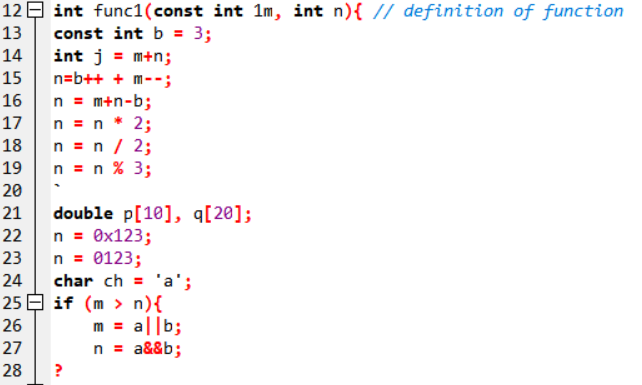 12 int func1(const int 1m, int n){ // definition of function
13 const int b = 3;
14 int j = m+n;
15 n=b++ + m--;
16 n = m+n-b;
17 n = n * 2;
18 n = n / 2;
19 n = n % 3;
20 `
21 double p[10], q[20];
22 n = 0x123;
23 n = 0123;
24 char ch = 'a';
25 if (m > n){
26 m = a||b;
27 n = a&&b;
28 ?